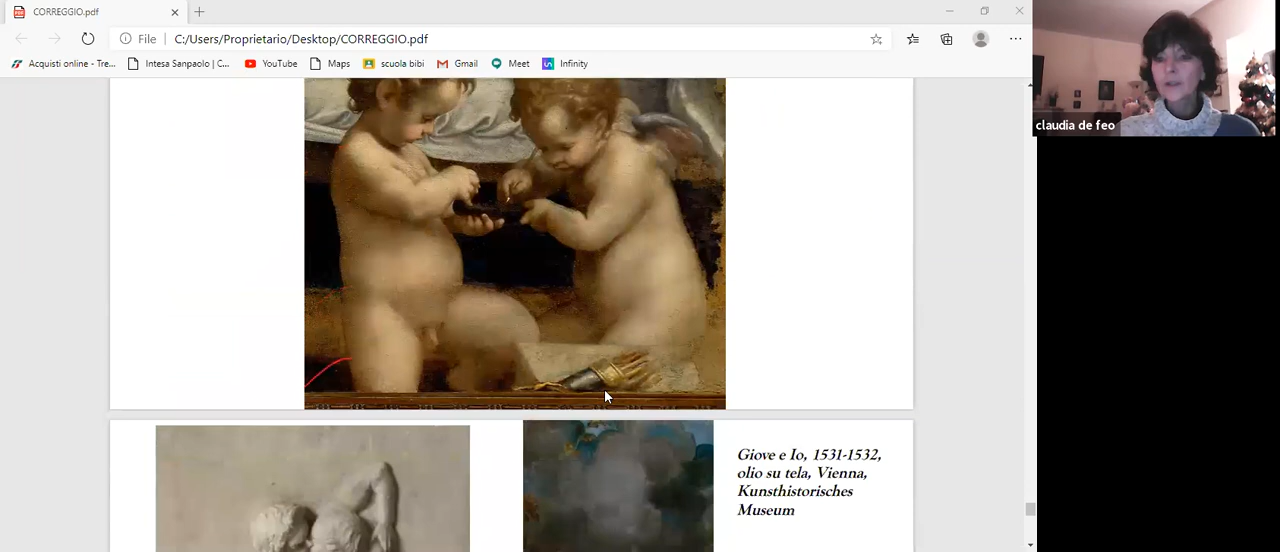 CORREGGIO.pdf
File
C:/Users/Proprietario/Desktop/CORREGGIO.pdf
Acquisti online - Tre...
Intesa Sanpaolo | C...
YouTube
Maps
scuola bibi
Gmail
Meet
Infinity
claudia de feo
Giove e Io, 1531-1532,
olio su tela, Vienna,
Kunsthistorisches
Museum